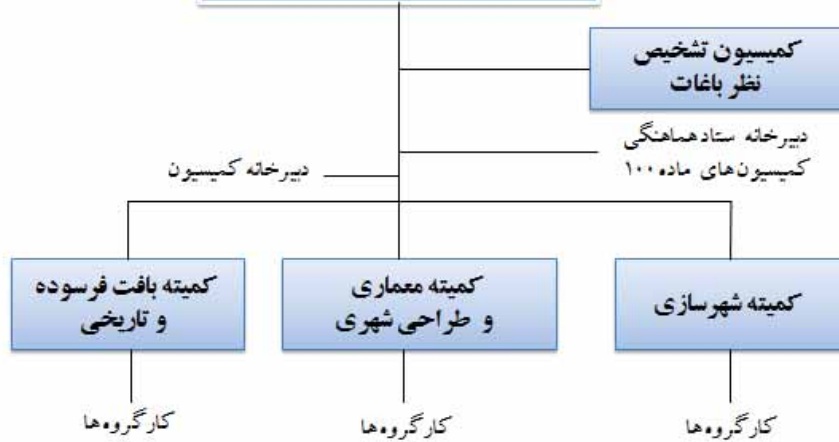 کمیسیون تشخیص
نظر باغات
دبیرخانه ستاد هماهنگی
کمیسیون‌های ماده ۱۰۰
دبیرخانه کمیسیون
کمیته شهرسازی
کمیته معماری
و طراحی شهری
کمیته بافت فرسوده
و تاریخی
کارگروه‌ها
کارگروه‌ها
کارگروه‌ها